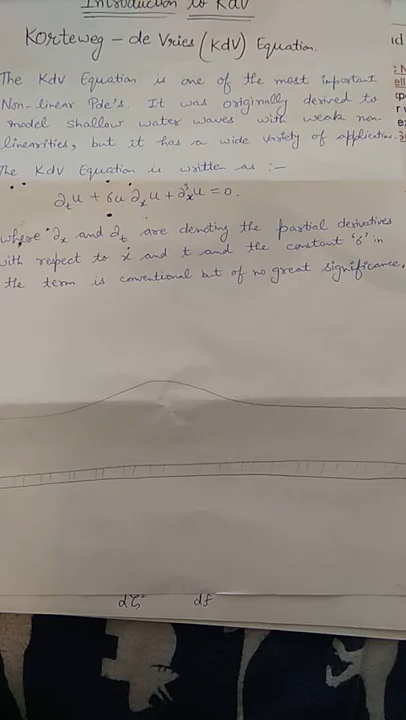 Introduction to KdV
Korteweg – de Vries (KdV) Equation.
The KdV Equation is one of the most important
Non-linear Pde's. It was originally derived to
model shallow water waves with weak non-
linearities, but it has a wide variety of application.
The KdV Equation is written as :-
∂ₜu + 6u ∂ₓu + ∂ₓ³u = 0.
where ∂ₓ and ∂ₜ are denoting the partial derivatives
with respect to x and t and the constant '6' in
the term is conventional but of no great significance.
dζ df